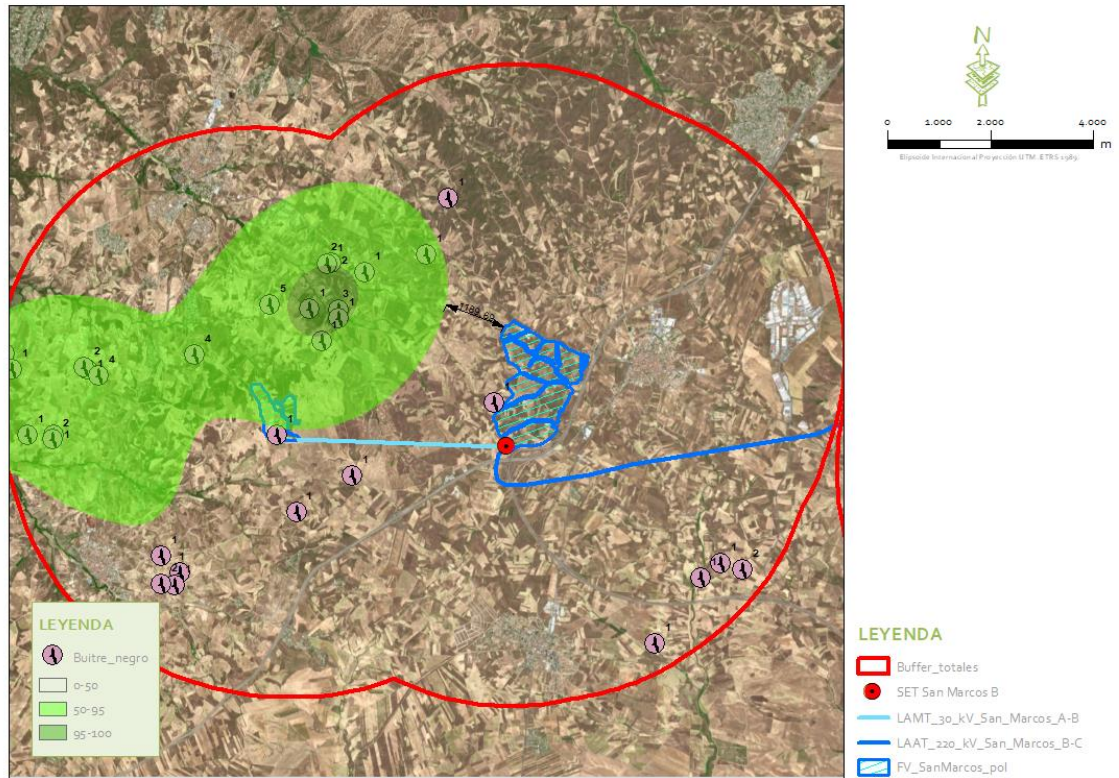 N
0 1.000 2.000 4.000
m
Elipsoide Internacional Proyección UTM. ETRS 1989.
1
1
21
2
1
5
1
3
1
1
4
2
4
1
1
1
2
1
1
1
1
1
1
1
2
1
1
2
1
LEYENDA
Buitre_negro
0-50
50-95
95-100
LEYENDA
Buffer_totales
SET San Marcos B
LAMT_30_kV_San_Marcos_A-B
LAAT_220_kV_San_Marcos_B-C
FV_SanMarcos_pol